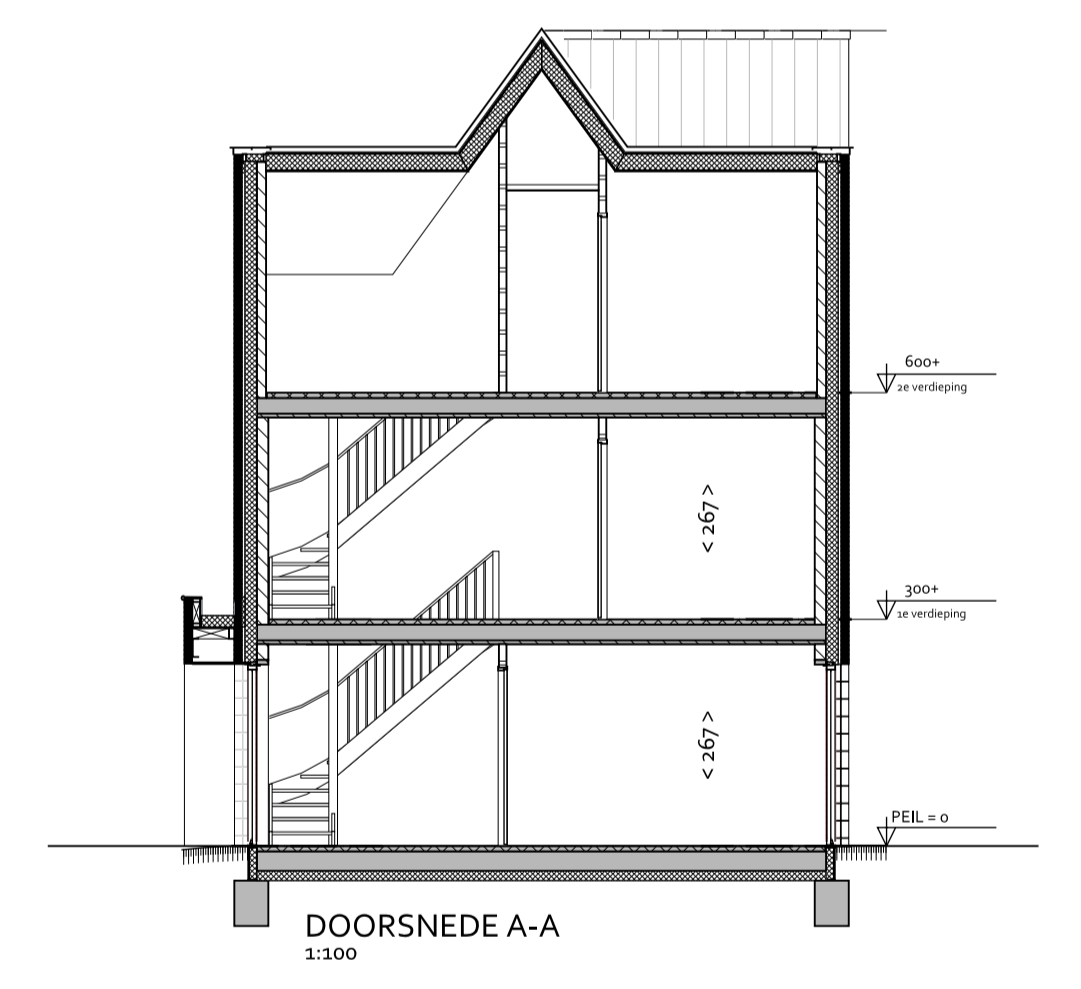 600+
2e verdieping
< 267 >
300+
1e verdieping
< 267 >
PEIL = 0
DOORSNEDE A-A
1:100